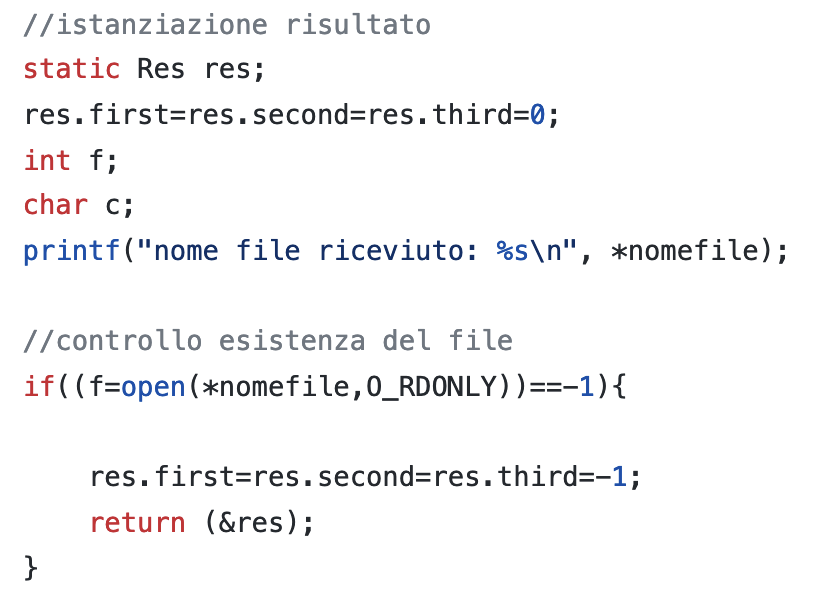 //istanziazione risultato
static Res res;
res.first=res.second=res.third=0;
int f;
char c;
printf("nome file riceviuto: %s\n", *nomefile);
//controllo esistenza del file
if((f=open(*nomefile,O_RDONLY))==-1){
res.first=res.second=res.third=-1;
return (&res);
}